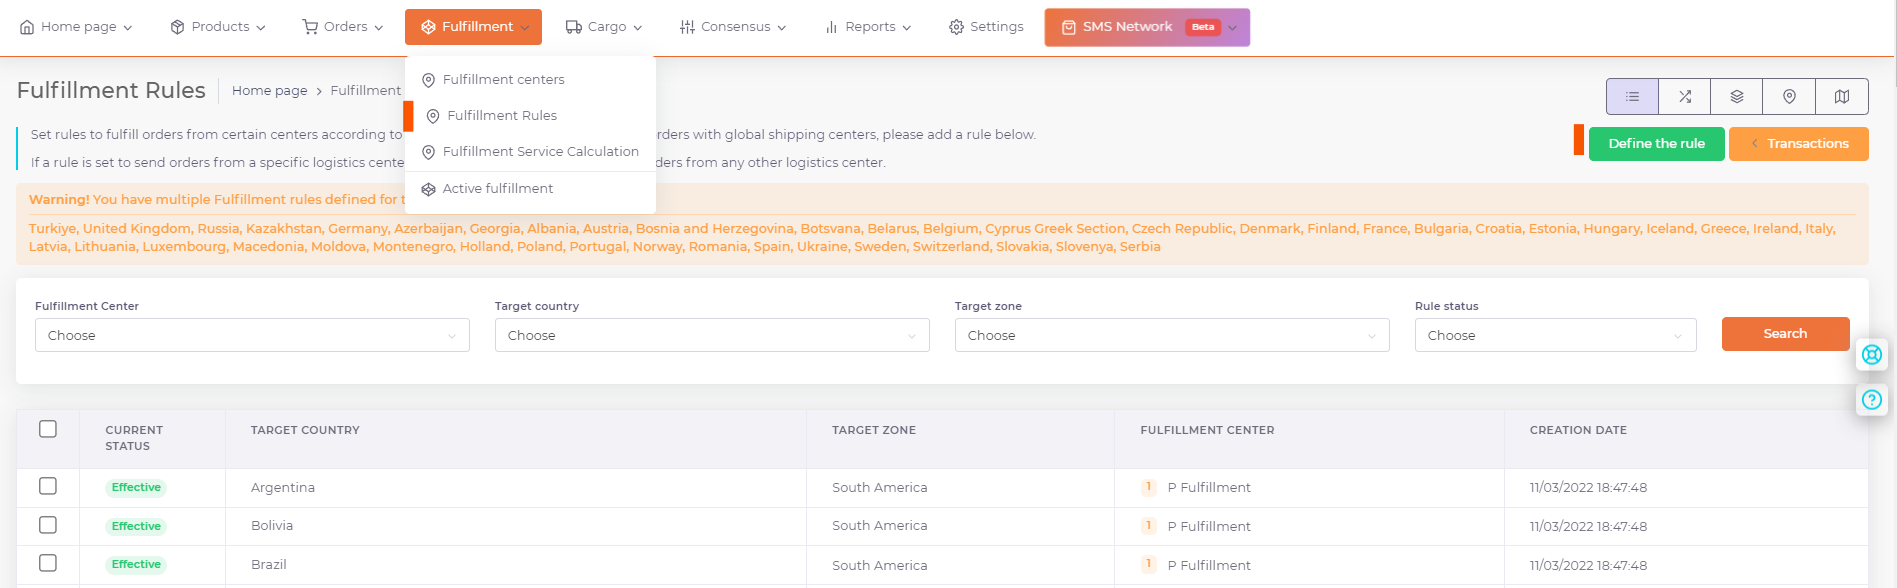 Home page Products Orders Fulfillment Cargo Consensus Reports Settings SMS Network Beta
Fulfillment centers
Fulfillment Rules
Fulfillment Service Calculation
Active fulfillment
Fulfillment Rules Home page › Fulfillment
Set rules to fulfill orders from certain centers according to rders with global shipping centers, please add a rule below.
If a rule is set to send orders from a specific logistics cente ders from any other logistics center.
Define the rule Transactions
Warning! You have multiple Fulfillment rules defined for t
Turkiye, United Kingdom, Russia, Kazakhstan, Germany, Azerbaijan, Georgia, Albania, Austria, Bosnia and Herzegovina, Botsvana, Belarus, Belgium, Cyprus Greek Section, Czech Republic, Denmark, Finland, France, Bulgaria, Croatia, Estonia, Hungary, Iceland, Greece, Ireland, Italy,
Latvia, Lithuania, Luxembourg, Macedonia, Moldova, Montenegro, Holland, Poland, Portugal, Norway, Romania, Spain, Ukraine, Sweden, Switzerland, Slovakia, Slovenya, Serbia
Fulfillment Center Target country Target zone Rule status
Choose Choose Choose Choose Search
CURRENT STATUS TARGET COUNTRY TARGET ZONE FULFILLMENT CENTER CREATION DATE
Effective Argentina South America 1 P Fulfillment 11/03/2022 18:47:48
Effective Bolivia South America 1 P Fulfillment 11/03/2022 18:47:48
Effective Brazil South America 1 P Fulfillment 11/03/2022 18:47:48